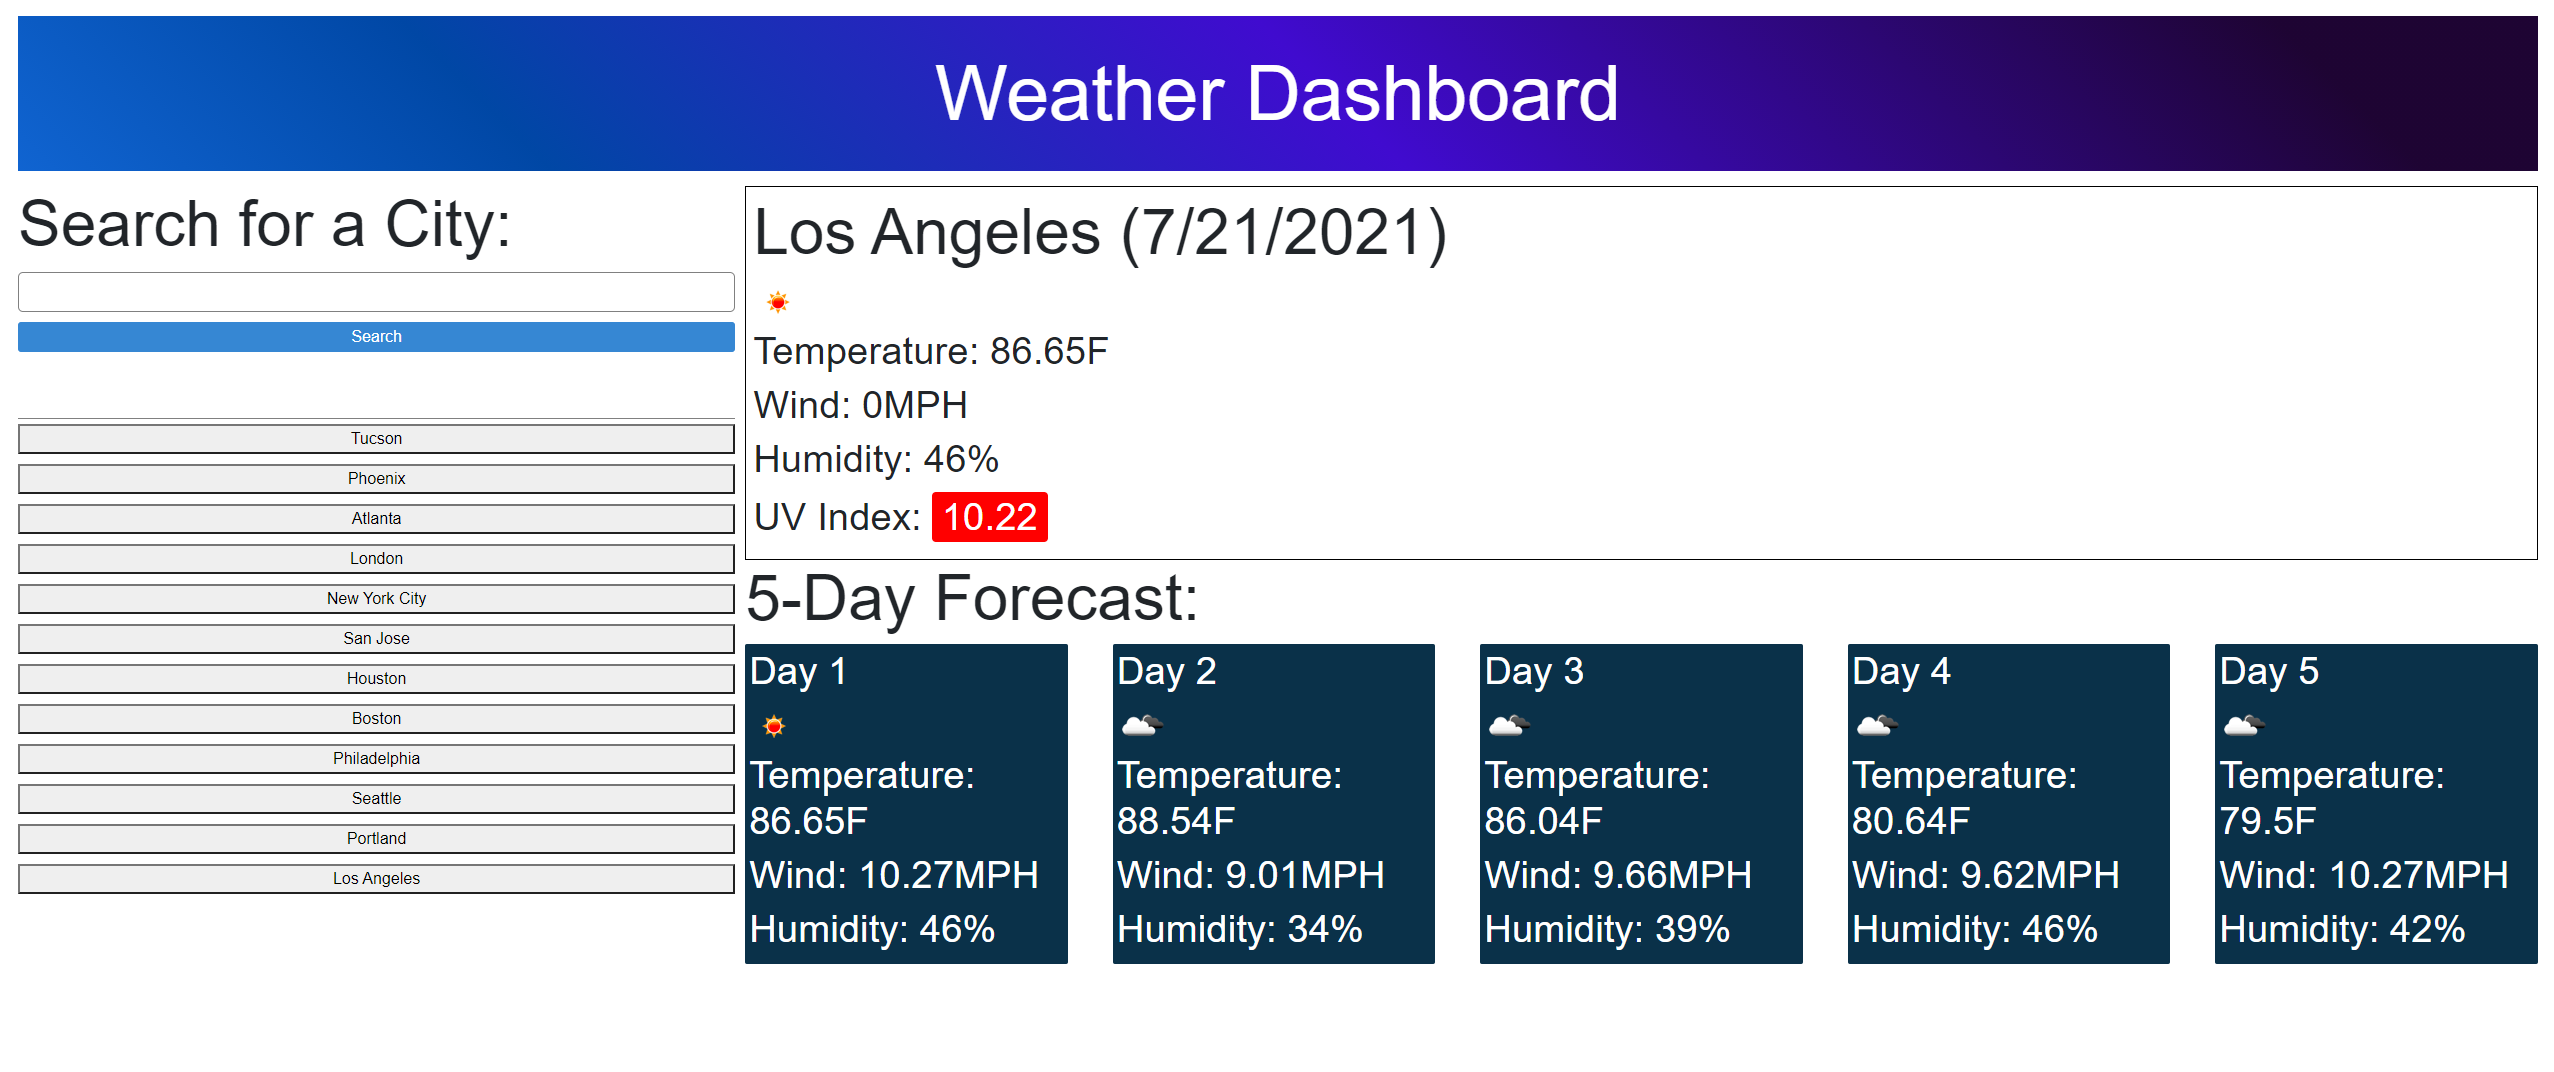 Weather Dashboard
Search for a City:
Search
Tucson
Phoenix
Atlanta
London
New York City
San Jose
Houston
Boston
Philadelphia
Seattle
Portland
Los Angeles
Los Angeles (7/21/2021)
Temperature: 86.65F
Wind: 0MPH
Humidity: 46%
UV Index: 10.22
5-Day Forecast:
Day 1
Temperature:
86.65F
Wind: 10.27MPH
Humidity: 46%
Day 2
Temperature:
88.54F
Wind: 9.01MPH
Humidity: 34%
Day 3
Temperature:
86.04F
Wind: 9.66MPH
Humidity: 39%
Day 4
Temperature:
80.64F
Wind: 9.62MPH
Humidity: 46%
Day 5
Temperature:
79.5F
Wind: 10.27MPH
Humidity: 42%